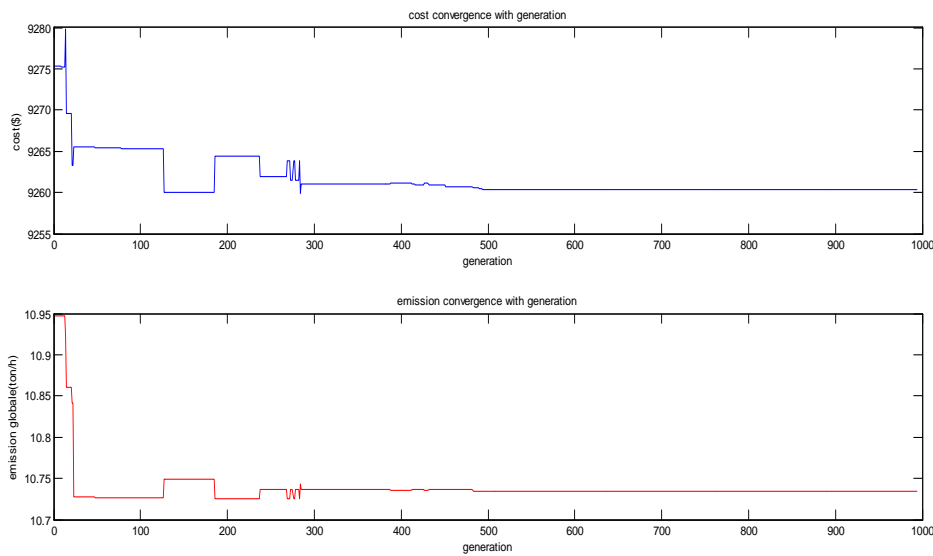 cost convergence with generation
9280
9275
9270
9265
9260
9255
cost($)
0 100 200 300 400 500 600 700 800 900 1000
generation
emission convergence with generation
10.95
10.9
10.85
10.8
10.75
10.7
emission globale(ton/h)
0 100 200 300 400 500 600 700 800 900 1000
generation